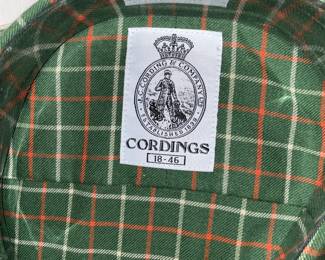 J.C. CORDING & COMPANY LTD
ESTABLISHED 1839
CORDINGS
18-46